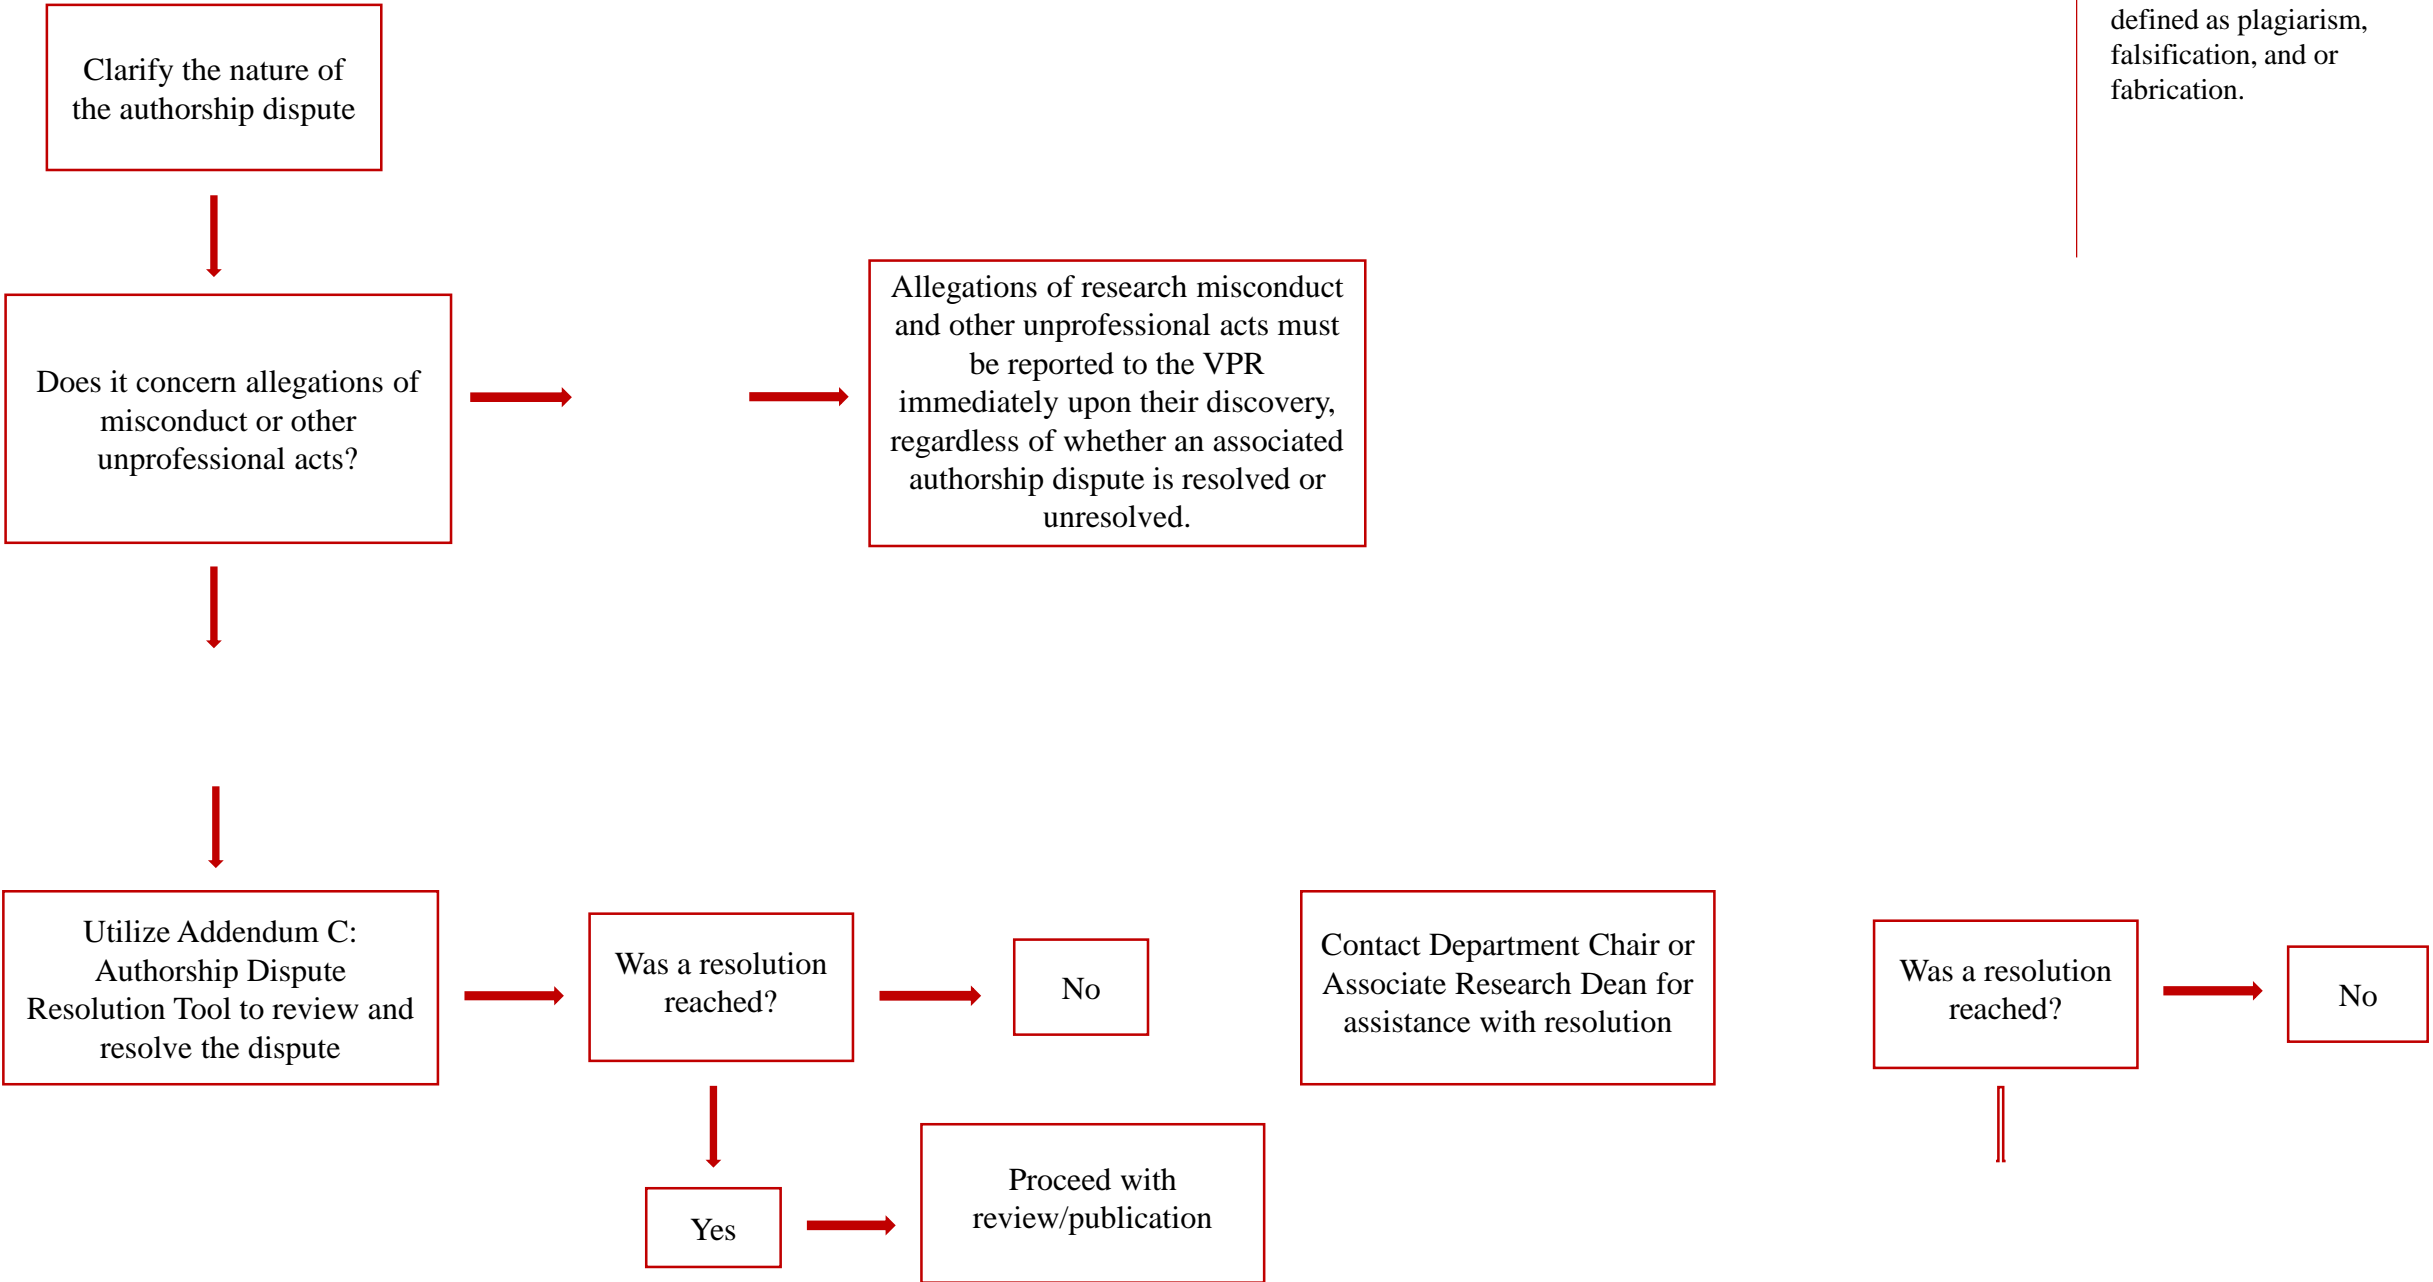 defined as plagiarism,
falsification, and or
fabrication.
Clarify the nature of
the authorship dispute
Does it concern allegations of
misconduct or other
unprofessional acts?
Allegations of research misconduct
and other unprofessional acts must
be reported to the VPR
immediately upon their discovery,
regardless of whether an associated
authorship dispute is resolved or
unresolved.
Utilize Addendum C:
Authorship Dispute
Resolution Tool to review and
resolve the dispute
Was a resolution
reached?
No
Contact Department Chair or
Associate Research Dean for
assistance with resolution
Was a resolution
reached?
No
Yes
Proceed with
review/publication